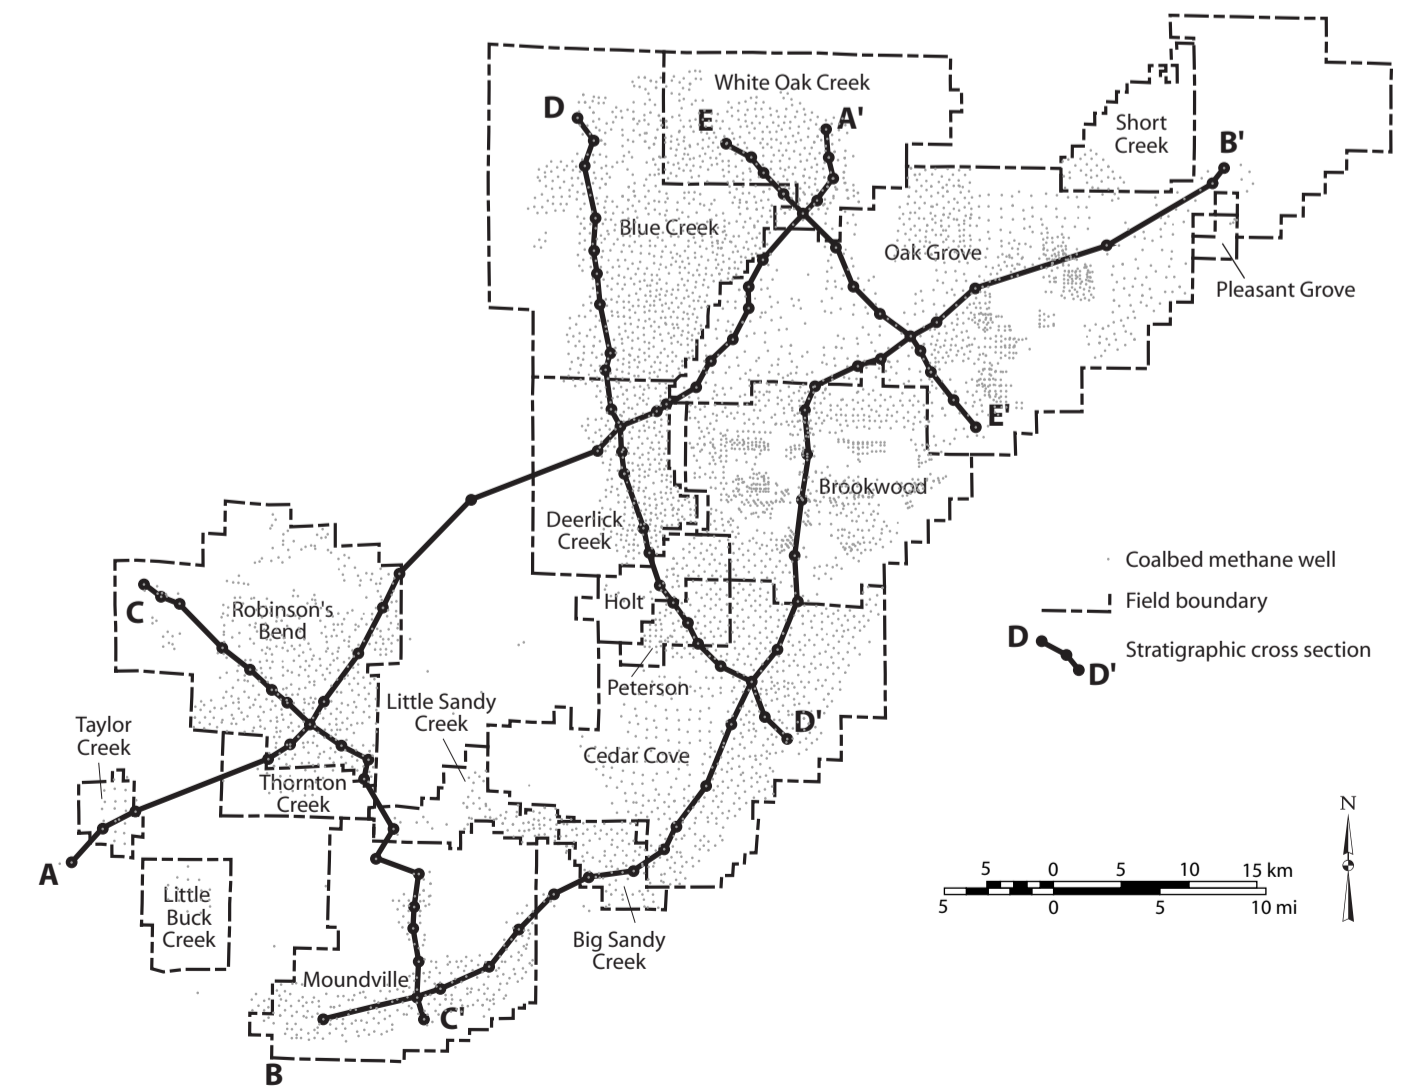 White Oak Creek
D
E
A'
Short
Creek
B'
Blue Creek
Oak Grove
Pleasant Grove
E'
Brookwood
Deerlick
Creek
Coalbed methane well
C
Robinson's
Bend
Holt
Field boundary
D
Stratigraphic cross section
D'
Peterson
Little Sandy
Creek
Taylor
Creek
D'
Cedar Cove
Thornton
Creek
N
A
5 0 5 10 15 km
5 0 5 10 mi
Little
Buck
Creek
Big Sandy
Creek
Moundville
C'
B